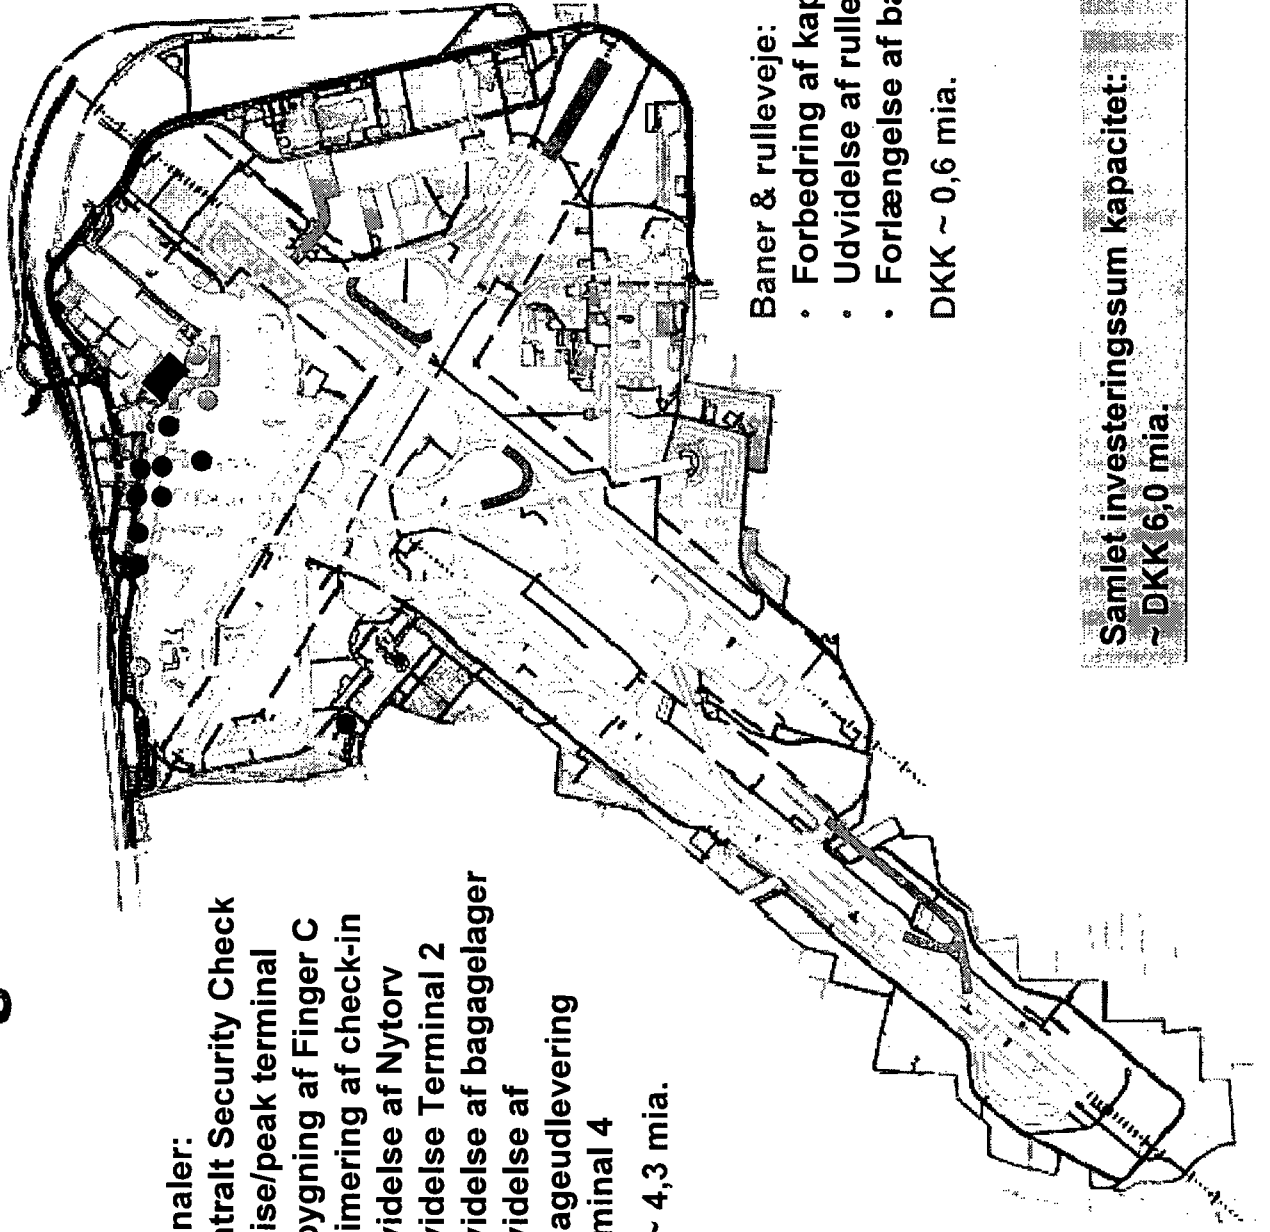 naler:
ntralt Security Check
ise/peak terminal
bygning af Finger C
imering af check-in
videlse af Nytorv
videlse Terminal 2
videlse af bagagelager
videlse af
ageudlevering
minal 4
~ 4,3 mia.
Baner & rulleveje:
• Forbedring af kap
• Udvidelse af rulle
• Forlængelse af ba
DKK ~ 0,6 mia.
Samlet investeringssum kapacitet:
~ DKK 6,0 mia.